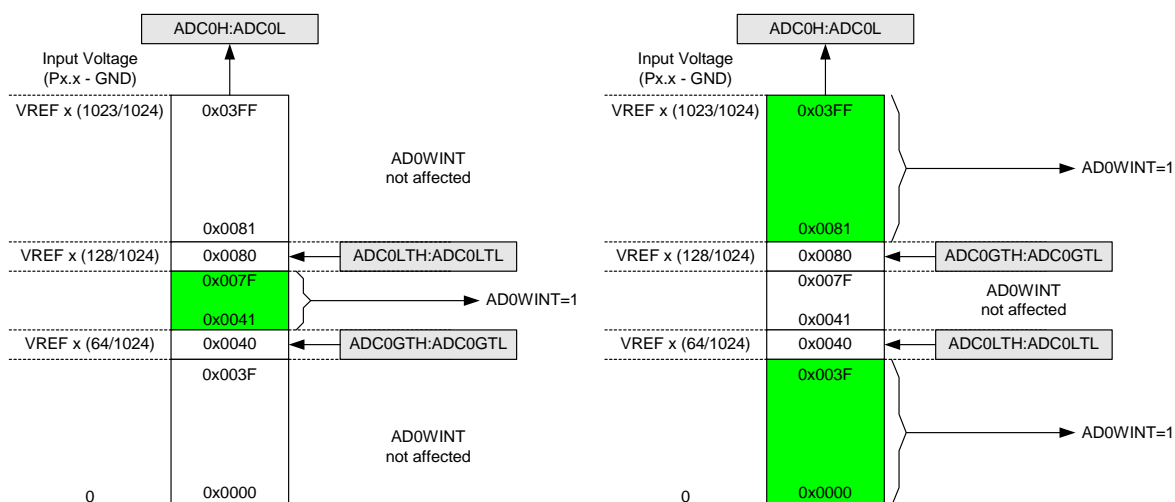 ADC0H:ADC0L
Input Voltage
(Px.x - GND)
VREF x (1023/1024)
0x03FF
AD0WINT
not affected
0x0081
VREF x (128/1024)
0x0080
ADC0LTH:ADC0LTL
0x007F
AD0WINT=1
0x0041
VREF x (64/1024)
0x0040
ADC0GTH:ADC0GTL
0x003F
AD0WINT
not affected
0
0x0000
ADC0H:ADC0L
Input Voltage
(Px.x - GND)
VREF x (1023/1024)
0x03FF
AD0WINT=1
0x0081
VREF x (128/1024)
0x0080
ADC0GTH:ADC0GTL
0x007F
AD0WINT
not affected
0x0041
VREF x (64/1024)
0x0040
ADC0LTH:ADC0LTL
0x003F
AD0WINT=1
0
0x0000